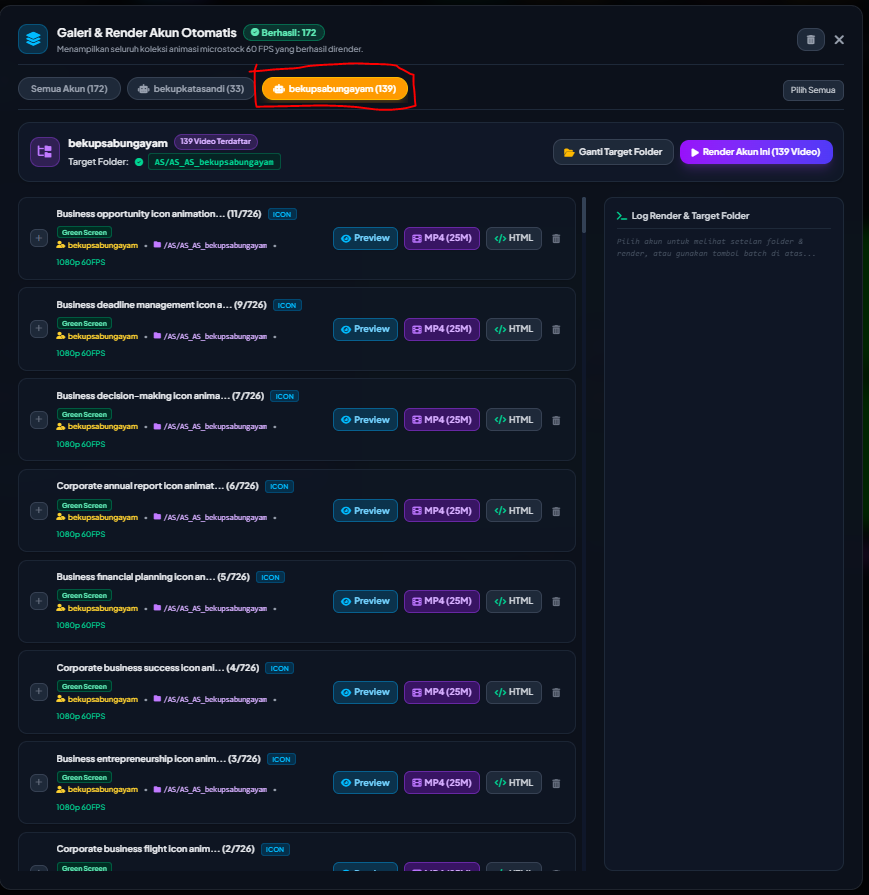 Galeri & Render Akun Otomatis Berhasil: 172
Menampilkan seluruh koleksi animasi microstock 60 FPS yang berhasil dirender.
Semua Akun (172) bekupkatasandi (33) bekupsabungayam (139) Pilih Semua
bekupsabungayam 139 Video Terdaftar
Target Folder: AS/AS_AS_bekupsabungayam
Ganti Target Folder Render Akun Ini (139 Video)
Business opportunity icon animation... (11/726) ICON
Green Screen
bekupsabungayam • /AS/AS_AS_bekupsabungayam •
1080p 60FPS
Preview MP4 (25M) </> HTML
Business deadline management icon a... (9/726) ICON
Green Screen
bekupsabungayam • /AS/AS_AS_bekupsabungayam •
1080p 60FPS
Preview MP4 (25M) </> HTML
Business decision-making icon anima... (7/726) ICON
Green Screen
bekupsabungayam • /AS/AS_AS_bekupsabungayam •
1080p 60FPS
Preview MP4 (25M) </> HTML
Corporate annual report icon animat... (6/726) ICON
Green Screen
bekupsabungayam • /AS/AS_AS_bekupsabungayam •
1080p 60FPS
Preview MP4 (25M) </> HTML
Business financial planning icon an... (5/726) ICON
Green Screen
bekupsabungayam • /AS/AS_AS_bekupsabungayam •
1080p 60FPS
Preview MP4 (25M) </> HTML
Corporate business success icon ani... (4/726) ICON
Green Screen
bekupsabungayam • /AS/AS_AS_bekupsabungayam •
1080p 60FPS
Preview MP4 (25M) </> HTML
Business entrepreneurship icon anim... (3/726) ICON
Green Screen
bekupsabungayam • /AS/AS_AS_bekupsabungayam •
1080p 60FPS
Preview MP4 (25M) </> HTML
Corporate business flight icon anim... (2/726) ICON
Green Screen
Log Render & Target Folder
Pilih akun untuk melihat setelan folder &
render, atau gunakan tombol batch di atas...